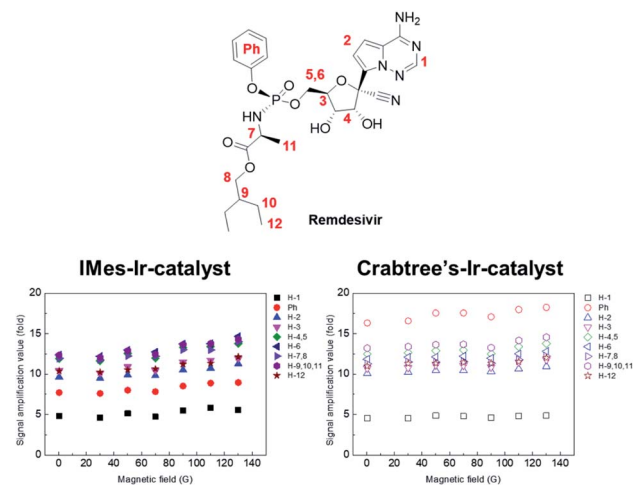 NH2
Ph
2
N
N
N
1
O
O
5,6
O
P
O
3
N
HN
HO
4
OH
7
O
11
O
8
9
10
12
Remdesivir
IMes-Ir-catalyst
Crabtree's-Ir-catalyst
Signal amplification value (fold)
20
15
10
5
0
0 20 40 60 80 100 120 140
Magnetic field (G)
H-1
Ph
H-2
H-3
H-4,5
H-6
H-7,8
H-9,10,11
H-12
Signal amplification value (fold)
20
15
10
5
0
0 20 40 60 80 100 120 140
Magnetic field (G)
H-1
Ph
H-2
H-3
H-4,5
H-6
H-7,8
H-9,10,11
H-12